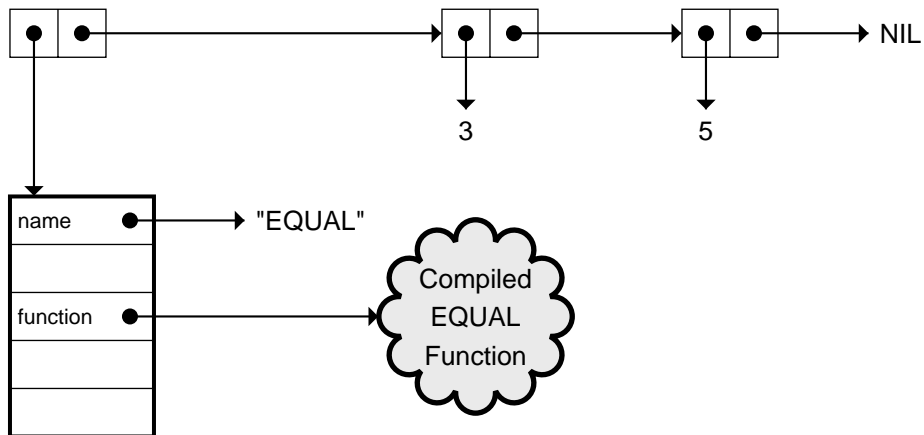 NIL
3
5
name
"EQUAL"
function
Compiled
EQUAL
Function